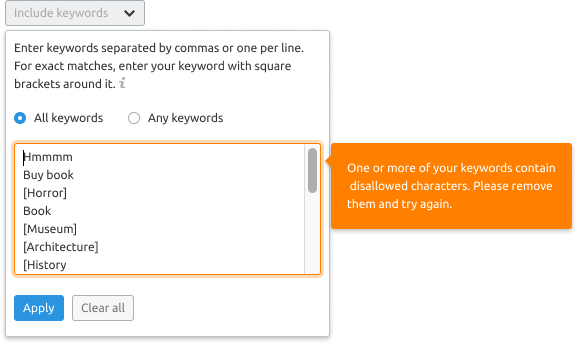 Include keywords
Enter keywords separated by commas or one per line.
For exact matches, enter your keyword with square
brackets around it. i
All keywords
Any keywords
Hmmmm
Buy book
[Horror]
Book
[Museum]
[Architecture]
[History
One or more of your keywords contain
disallowed characters. Please remove
them and try again.
Apply
Clear all